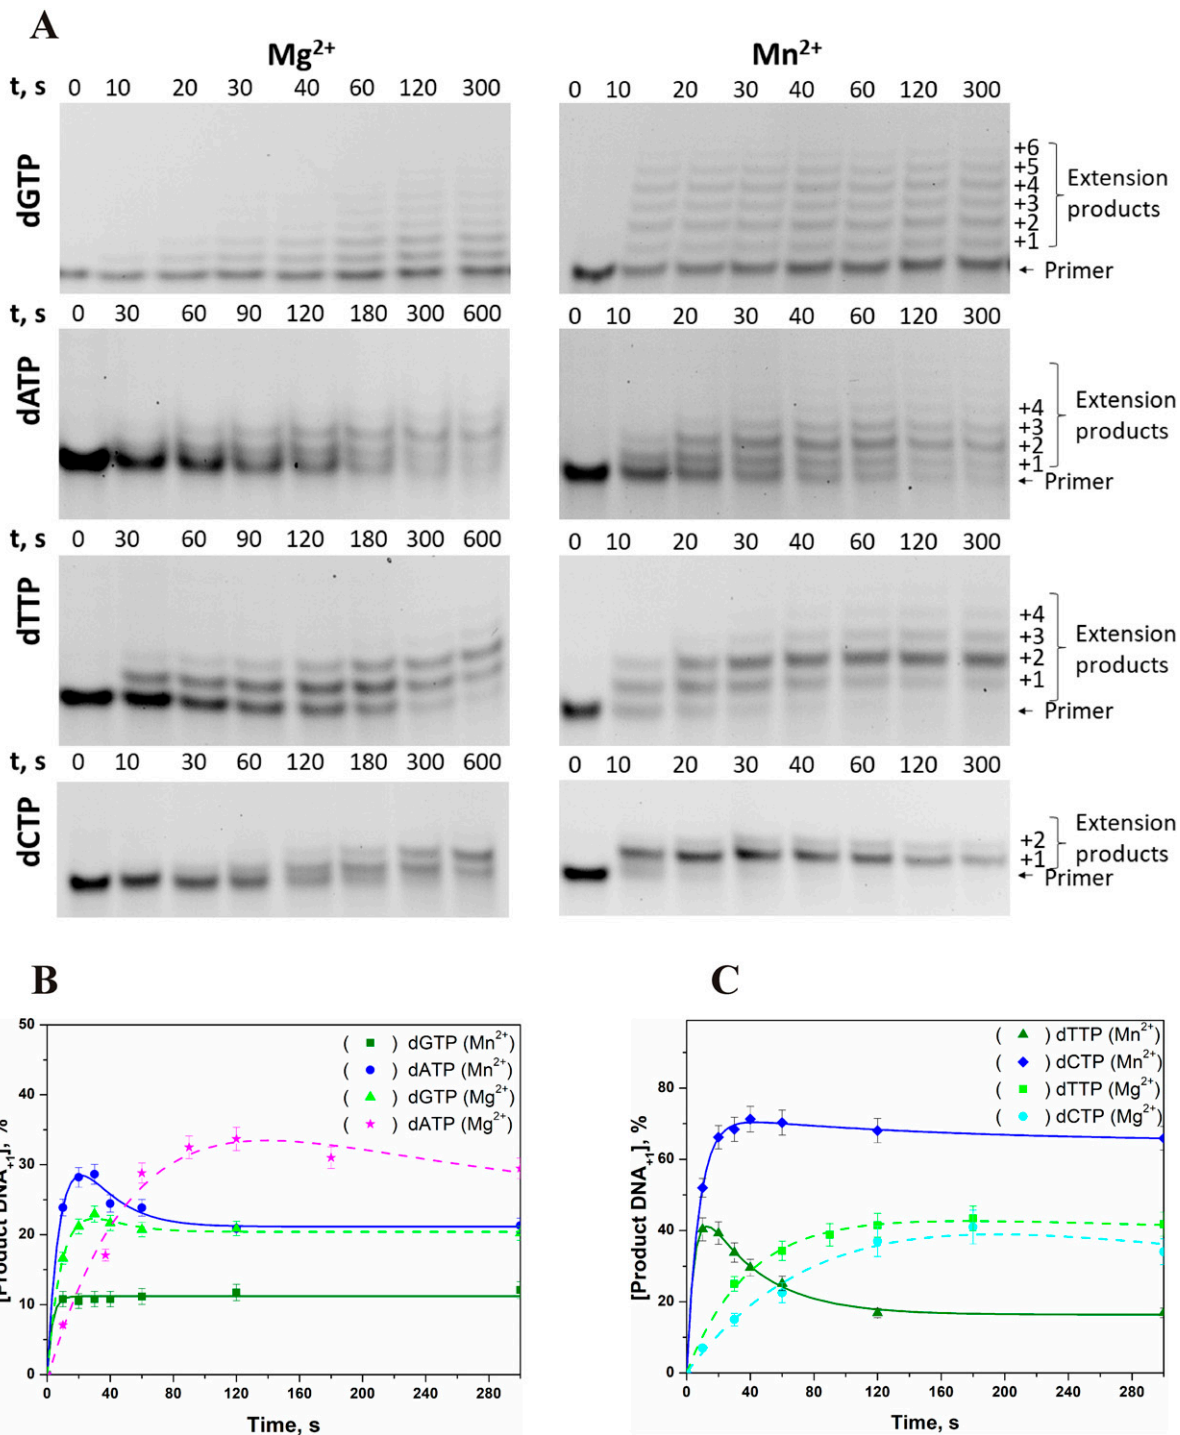 A
Mg2+ Mn2+
t, s 0 10 20 30 40 60 120 300 0 10 20 30 40 60 120 300
dGTP
+6
+5
+4
+3
+2
+1
Extension
products
← Primer
t, s 0 30 60 90 120 180 300 600 0 10 20 30 40 60 120 300
dATP
+4
+3
+2
+1
Extension
products
← Primer
t, s 0 30 60 90 120 180 300 600 0 10 20 30 40 60 120 300
dTTP
+4
+3
+2
+1
Extension
products
← Primer
t, s 0 10 30 60 120 180 300 600 0 10 20 30 40 60 120 300
dCTP
+2
+1
Extension
products
← Primer
B
[Product DNA+1], %
50
40
30
20
10
0
( ■ ) dGTP (Mn2+)
( ● ) dATP (Mn2+)
( ▲ ) dGTP (Mg2+)
( ★ ) dATP (Mg2+)
0 40 80 120 160 200 240 280
Time, s
C
[Product DNA+1], %
80
60
40
20
0
( ▲ ) dTTP (Mn2+)
( ◆ ) dCTP (Mn2+)
( ■ ) dTTP (Mg2+)
( ● ) dCTP (Mg2+)
0 40 80 120 160 200 240 280
Time, s